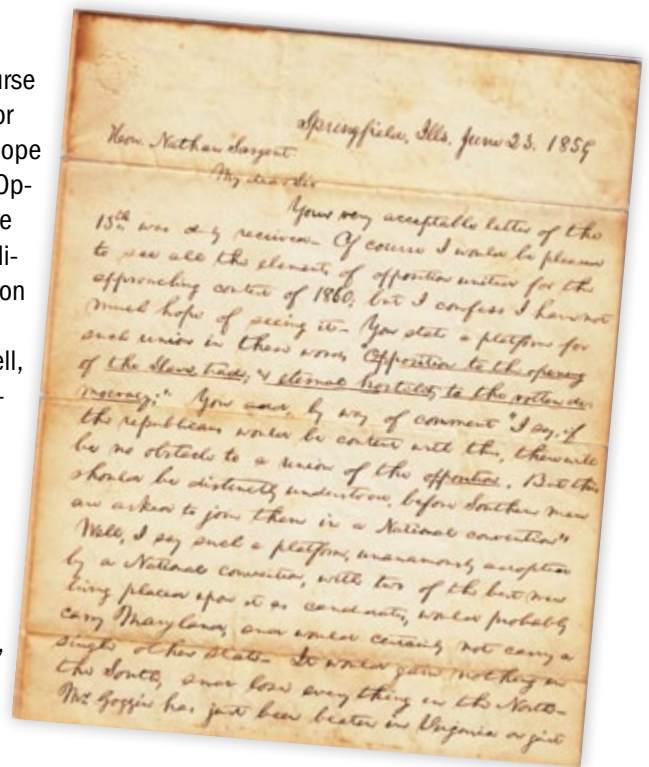 urse
or
ope
Op-
e
di-
on
ell,
-
,
Springfield, Ills. June 23. 1859
Hon. Nathan Sargent.
My dear Sir
Your very acceptable letter of the
13th was duly received. Of course I would be pleased
to see all the elements of opposition united for the
approaching contest of 1860; but I confess I have not
much hope of seeing it. You state a platform for
such union in these words "Opposition to the opening
of the Slave-trade; & eternal hostility to the rotten de-
mocracy." You add, by way of comment "I say, if
the republicans would be content with this, there will
be no obstacle to a union of the opposition. But this
should be distinctly understood, before Southern men
are asked to join them in a National convention"
Well, I say such a platform, unanamously adopted
by a National convention, with two of the best men
living placed upon it as candidates, would probably
carry Maryland, and would certainly not carry a
single other state. It would gain nothing in
the South, and lose every thing in the North.
Mr. Goggin has just been beaten in Virginia on just